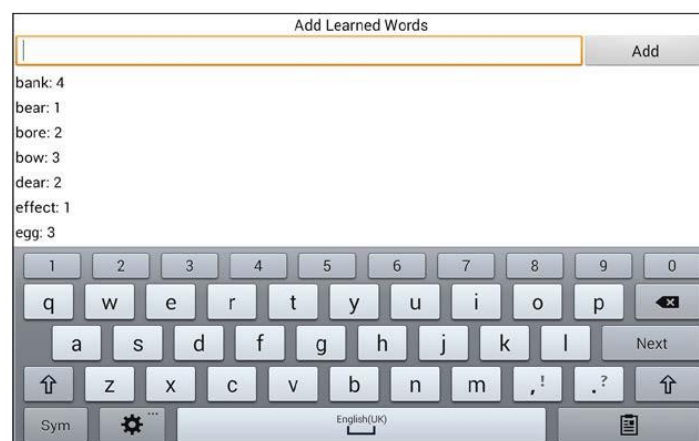 Add Learned Words
Add
bank: 4
bear: 1
bore: 2
bow: 3
dear: 2
effect: 1
egg: 3
1 2 3 4 5 6 7 8 9 0
q w e r t y u i o p
a s d f g h j k l Next
z x c v b n m , ! . ?
Sym ... English(UK)